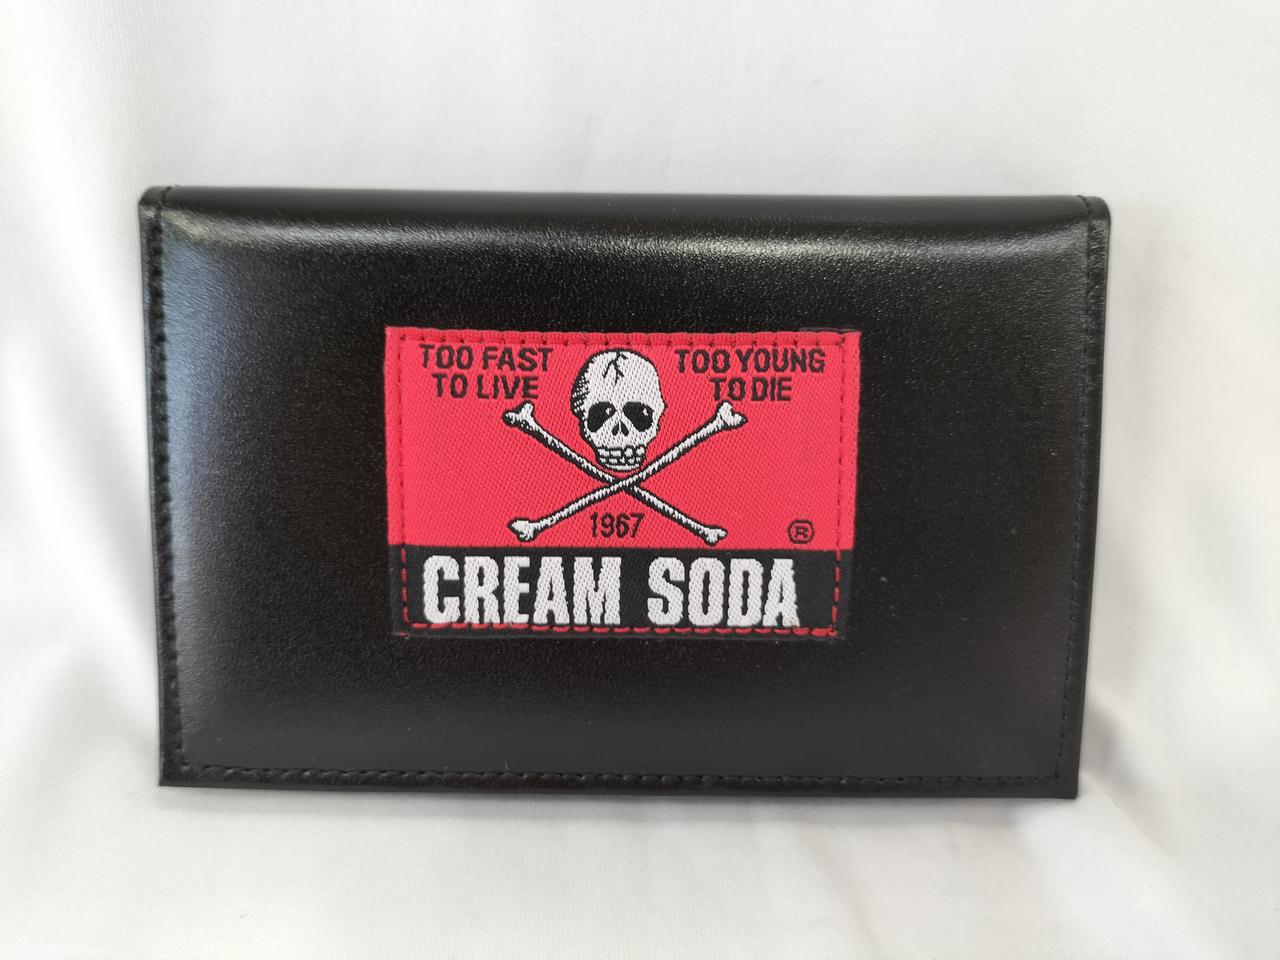 TOO FAST
TO LIVE
TOO YOUNG
TO DIE
1967
®
CREAM SODA